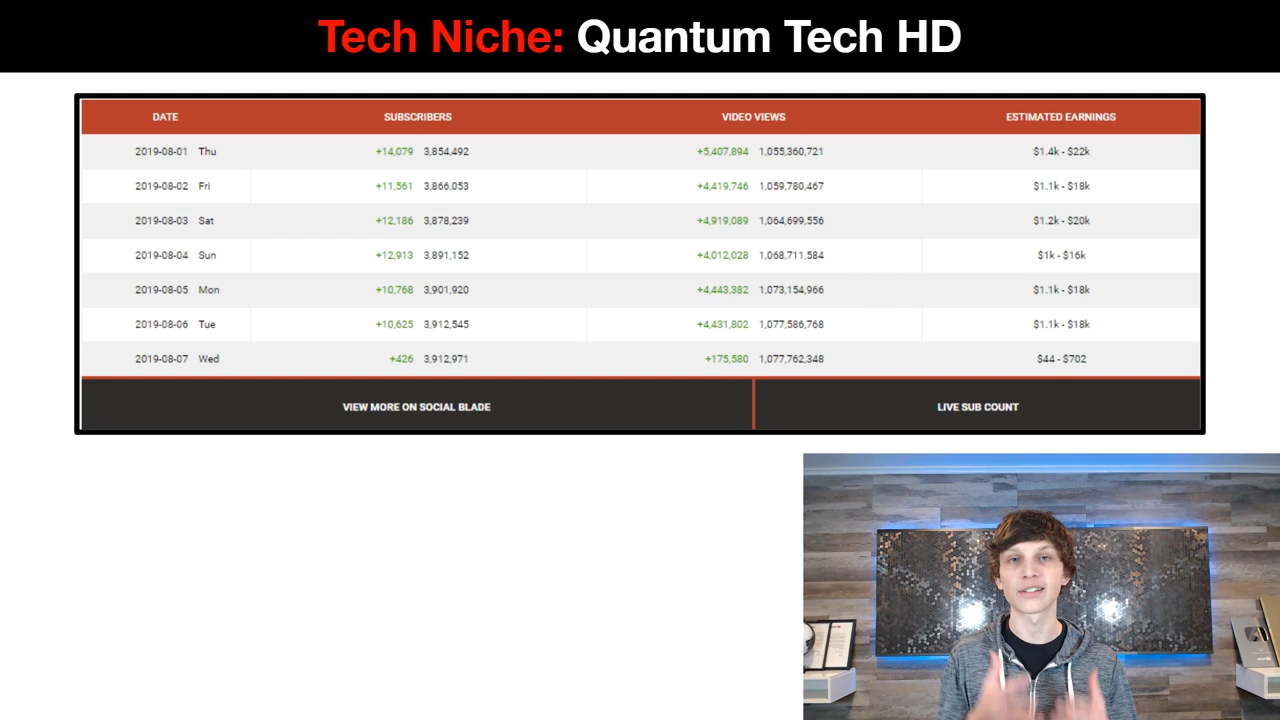 Tech Niche: Quantum Tech HD
DATE SUBSCRIBERS VIDEO VIEWS ESTIMATED EARNINGS
2019-08-01 Thu +14,079 3,854,492 +5,407,894 1,055,360,721 $1.4k - $22k
2019-08-02 Fri +11,561 3,866,053 +4,419,746 1,059,780,467 $1.1k - $18k
2019-08-03 Sat +12,186 3,878,239 +4,919,089 1,064,699,556 $1.2k - $20k
2019-08-04 Sun +12,913 3,891,152 +4,012,028 1,068,711,584 $1k - $16k
2019-08-05 Mon +10,768 3,901,920 +4,443,382 1,073,154,966 $1.1k - $18k
2019-08-06 Tue +10,625 3,912,545 +4,431,802 1,077,586,768 $1.1k - $18k
2019-08-07 Wed +426 3,912,971 +175,580 1,077,762,348 $44 - $702
VIEW MORE ON SOCIAL BLADE LIVE SUB COUNT